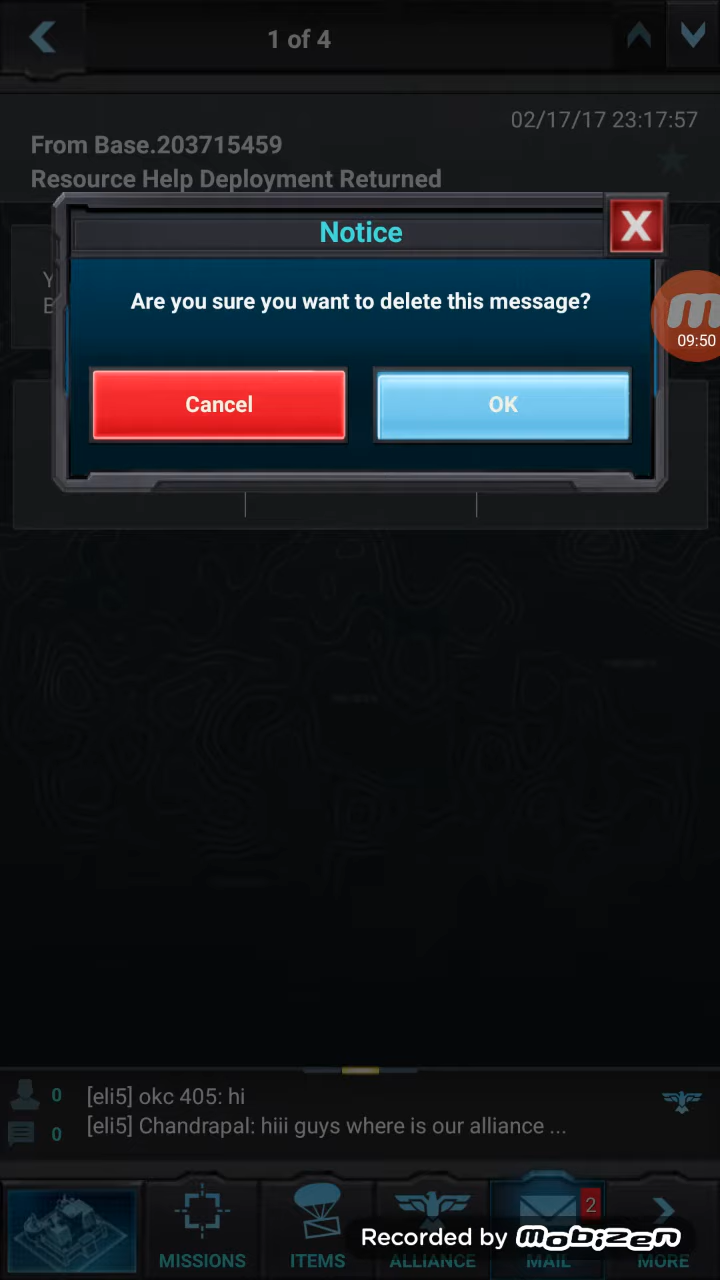 1 of 4
02/17/17 23:17:57
From Base.203715459
Resource Help Deployment Returned
Notice
X
Are you sure you want to delete this message?
09:50
Cancel
OK
0
[eli5] okc 405: hi
0
[eli5] Chandrapal: hiii guys where is our alliance ...
2
Recorded by mobizen
MISSIONS
ITEMS
ALLIANCE
MAIL
MORE